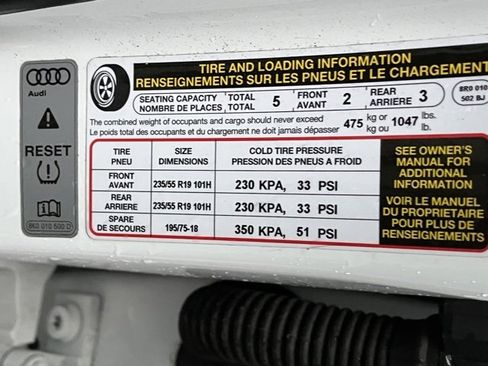 Audi
RESET
8K0 010 500 D
TIRE AND LOADING INFORMATION
RENSEIGNEMENTS SUR LES PNEUS ET LE CHARGEMENT
SEATING CAPACITY TOTAL 5 FRONT 2 REAR 3
NOMBRE DE PLACES TOTAL AVANT ARRIERE
8R0 010
502 BJ
The combined weight of occupants and cargo should never exceed 475 kg or 1047 lbs.
Le poids total des occupants et du chargement ne doit jamais dépasser kg ou lb.
TIRE SIZE COLD TIRE PRESSURE
PNEU DIMENSIONS PRESSION DES PNEUS A FROID
FRONT
AVANT 235/55 R19 101H 230 KPA, 33 PSI
REAR
ARRIERE 235/55 R19 101H 230 KPA, 33 PSI
SPARE
DE SECOURS 195/75-18 350 KPA, 51 PSI
SEE OWNER'S
MANUAL FOR
ADDITIONAL
INFORMATION
VOIR LE MANUEL
DU PROPRIETAIRE
POUR PLUS DE
RENSEIGNEMENTS